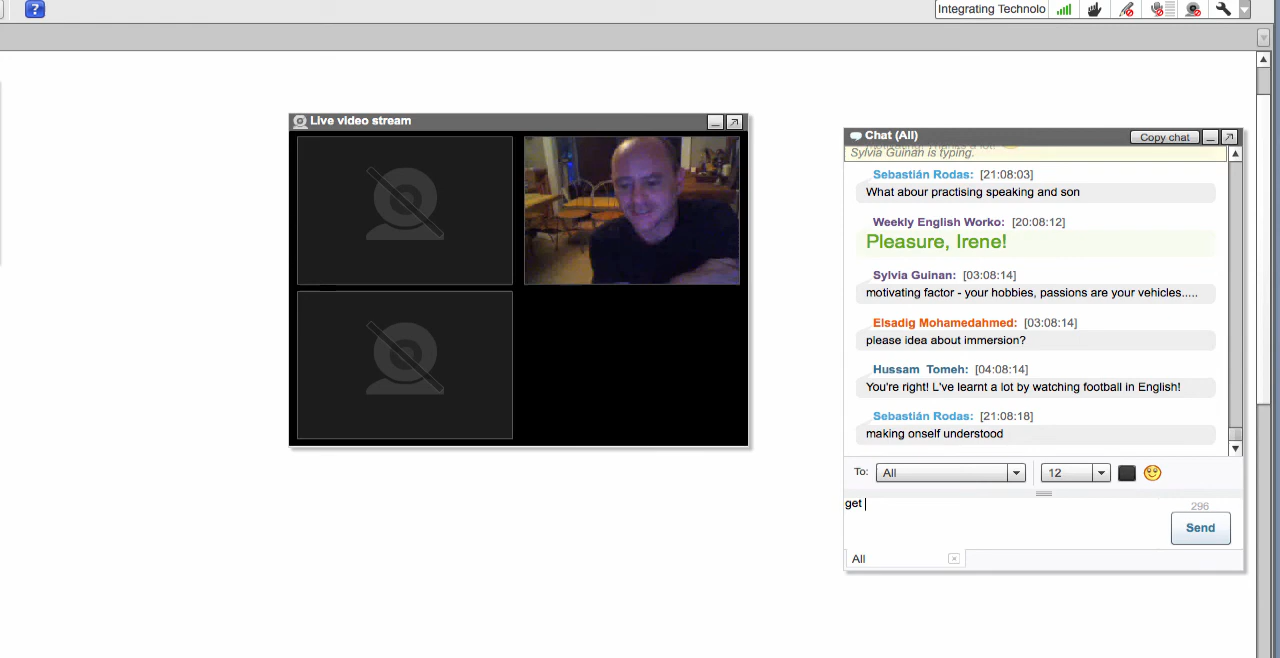 ?
Integrating Technolo
Live video stream
Chat (All)
Copy chat
Sylvia Guinan is typing.
Sebastián Rodas: [21:08:03]
What abour practising speaking and son
Weekly English Worko: [20:08:12]
Pleasure, Irene!
Sylvia Guinan: [03:08:14]
motivating factor - your hobbies, passions are your vehicles.....
Elsadig Mohamedahmed: [03:08:14]
please idea about immersion?
Hussam Tomeh: [04:08:14]
You're right! L've learnt a lot by watching football in English!
Sebastián Rodas: [21:08:18]
making onself understood
To: All 12
get
296
Send
All